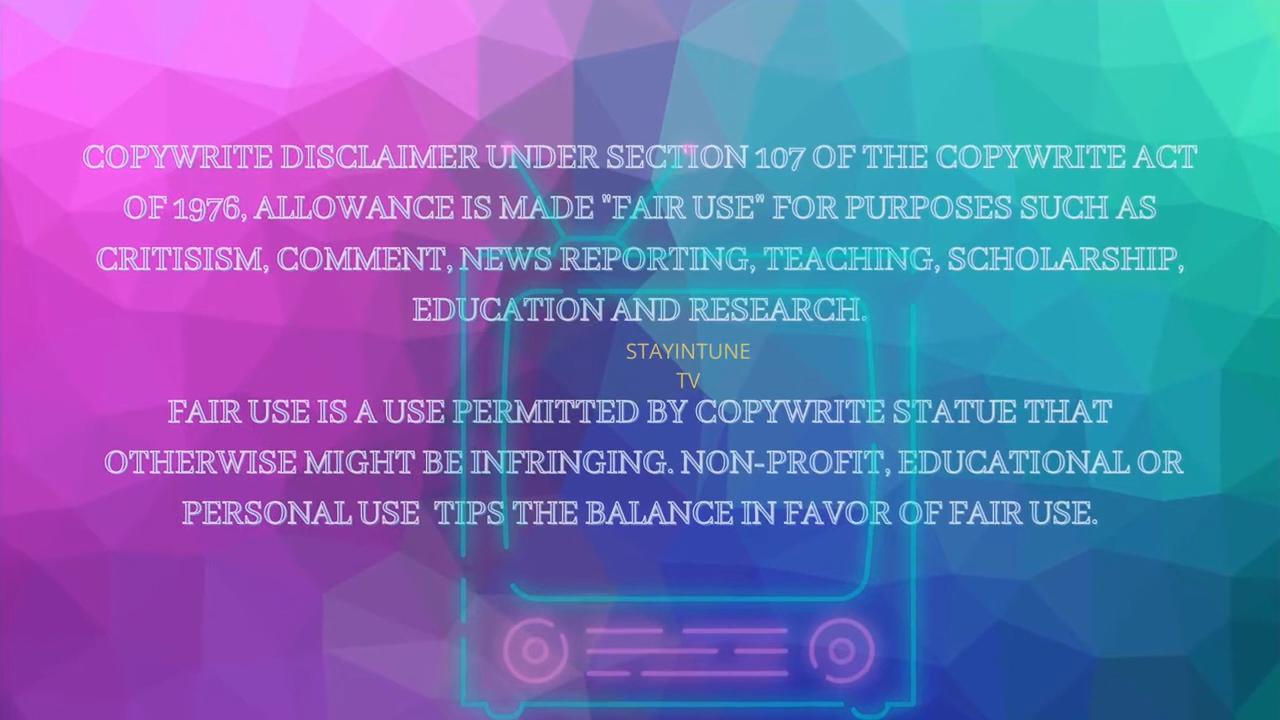 COPYWRITE DISCLAIMER UNDER SECTION 107 OF THE COPYWRITE ACT
OF 1976, ALLOWANCE IS MADE "FAIR USE" FOR PURPOSES SUCH AS
CRITISISM, COMMENT, NEWS REPORTING, TEACHING, SCHOLARSHIP,
EDUCATION AND RESEARCH.
STAYINTUNE
TV
FAIR USE IS A USE PERMITTED BY COPYWRITE STATUE THAT
OTHERWISE MIGHT BE INFRINGING. NON-PROFIT, EDUCATIONAL OR
PERSONAL USE TIPS THE BALANCE IN FAVOR OF FAIR USE.